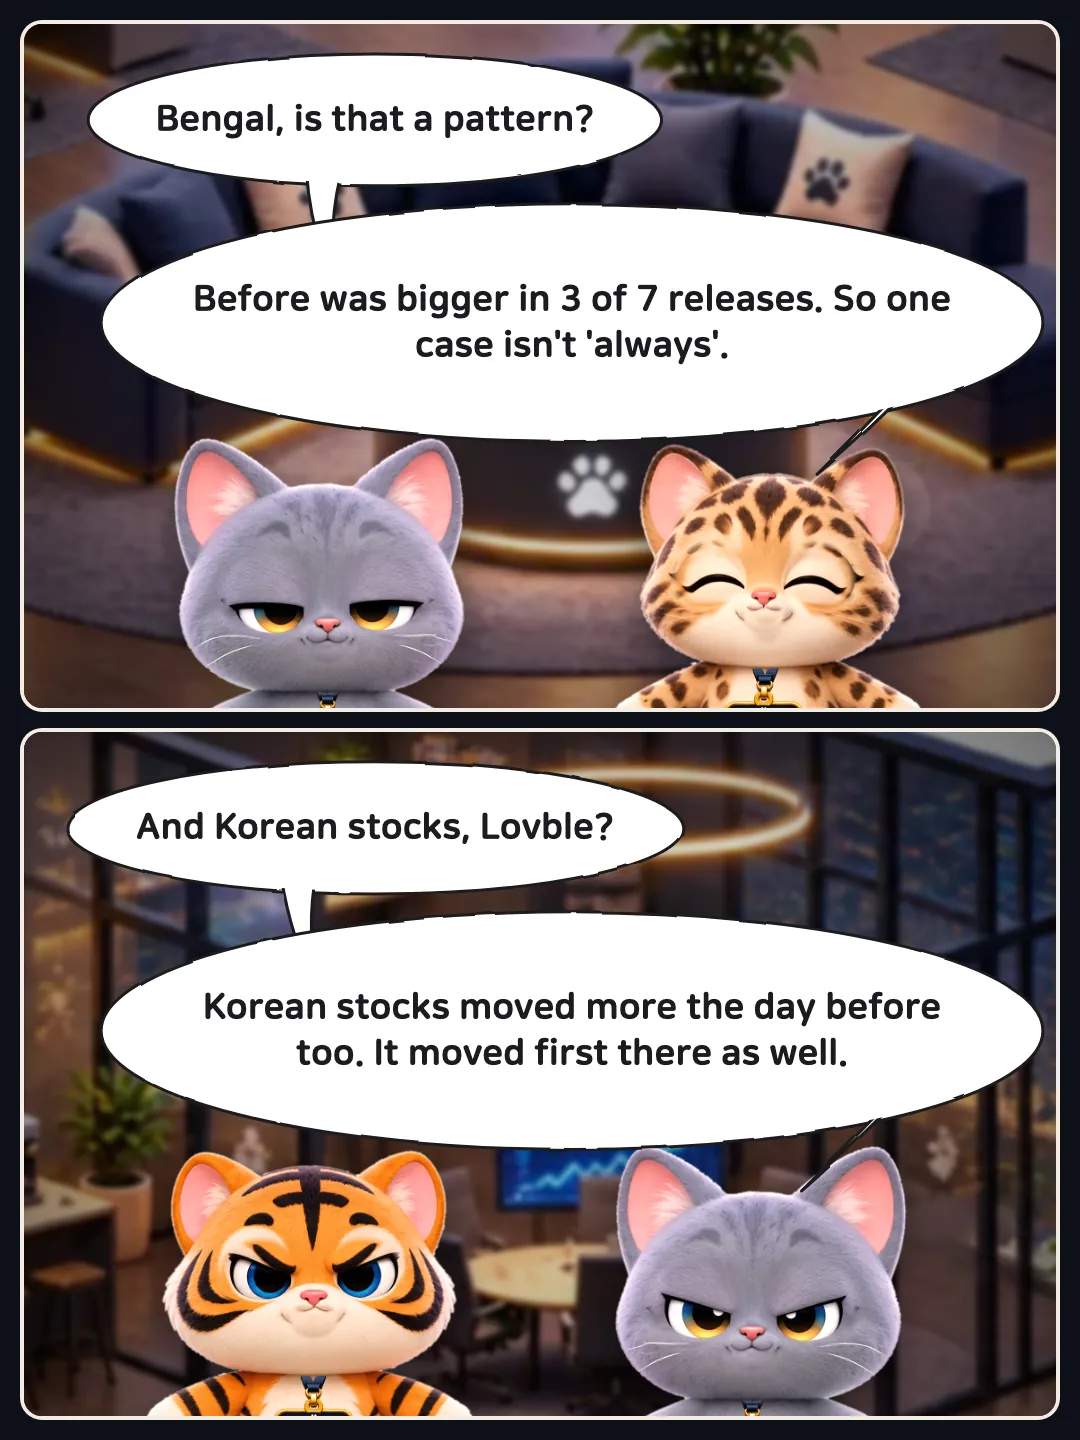 Bengal, is that a pattern?
Before was bigger in 3 of 7 releases. So one
case isn't 'always'.
And Korean stocks, Lovble?
Korean stocks moved more the day before
too. It moved first there as well.